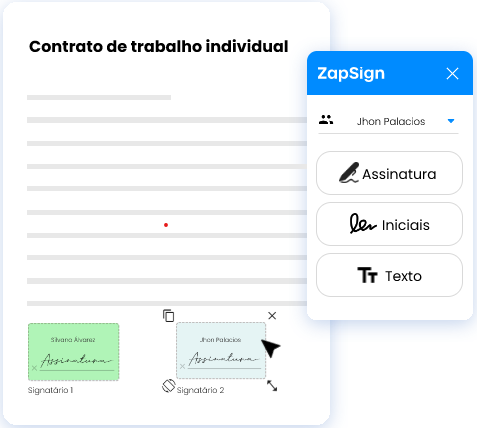 Contrato de trabalho individual
ZapSign
Jhon Palacios
Assinatura
Iniciais
Texto
Silvana Álvarez
Assinatura
Signatário 1
Jhon Palacios
Assinatura
Signatário 2